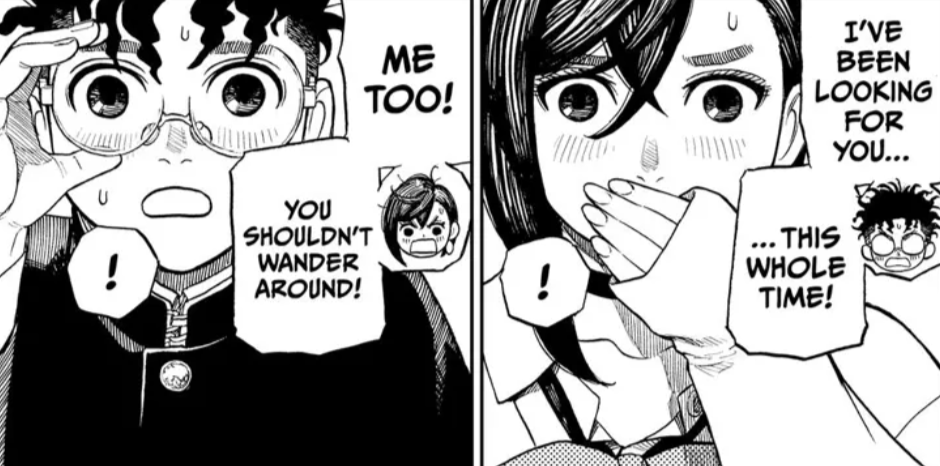 I'VE
BEEN
LOOKING
FOR
YOU...
...THIS
WHOLE
TIME!
!
ME
TOO!
YOU
SHOULDN'T
WANDER
AROUND!
!